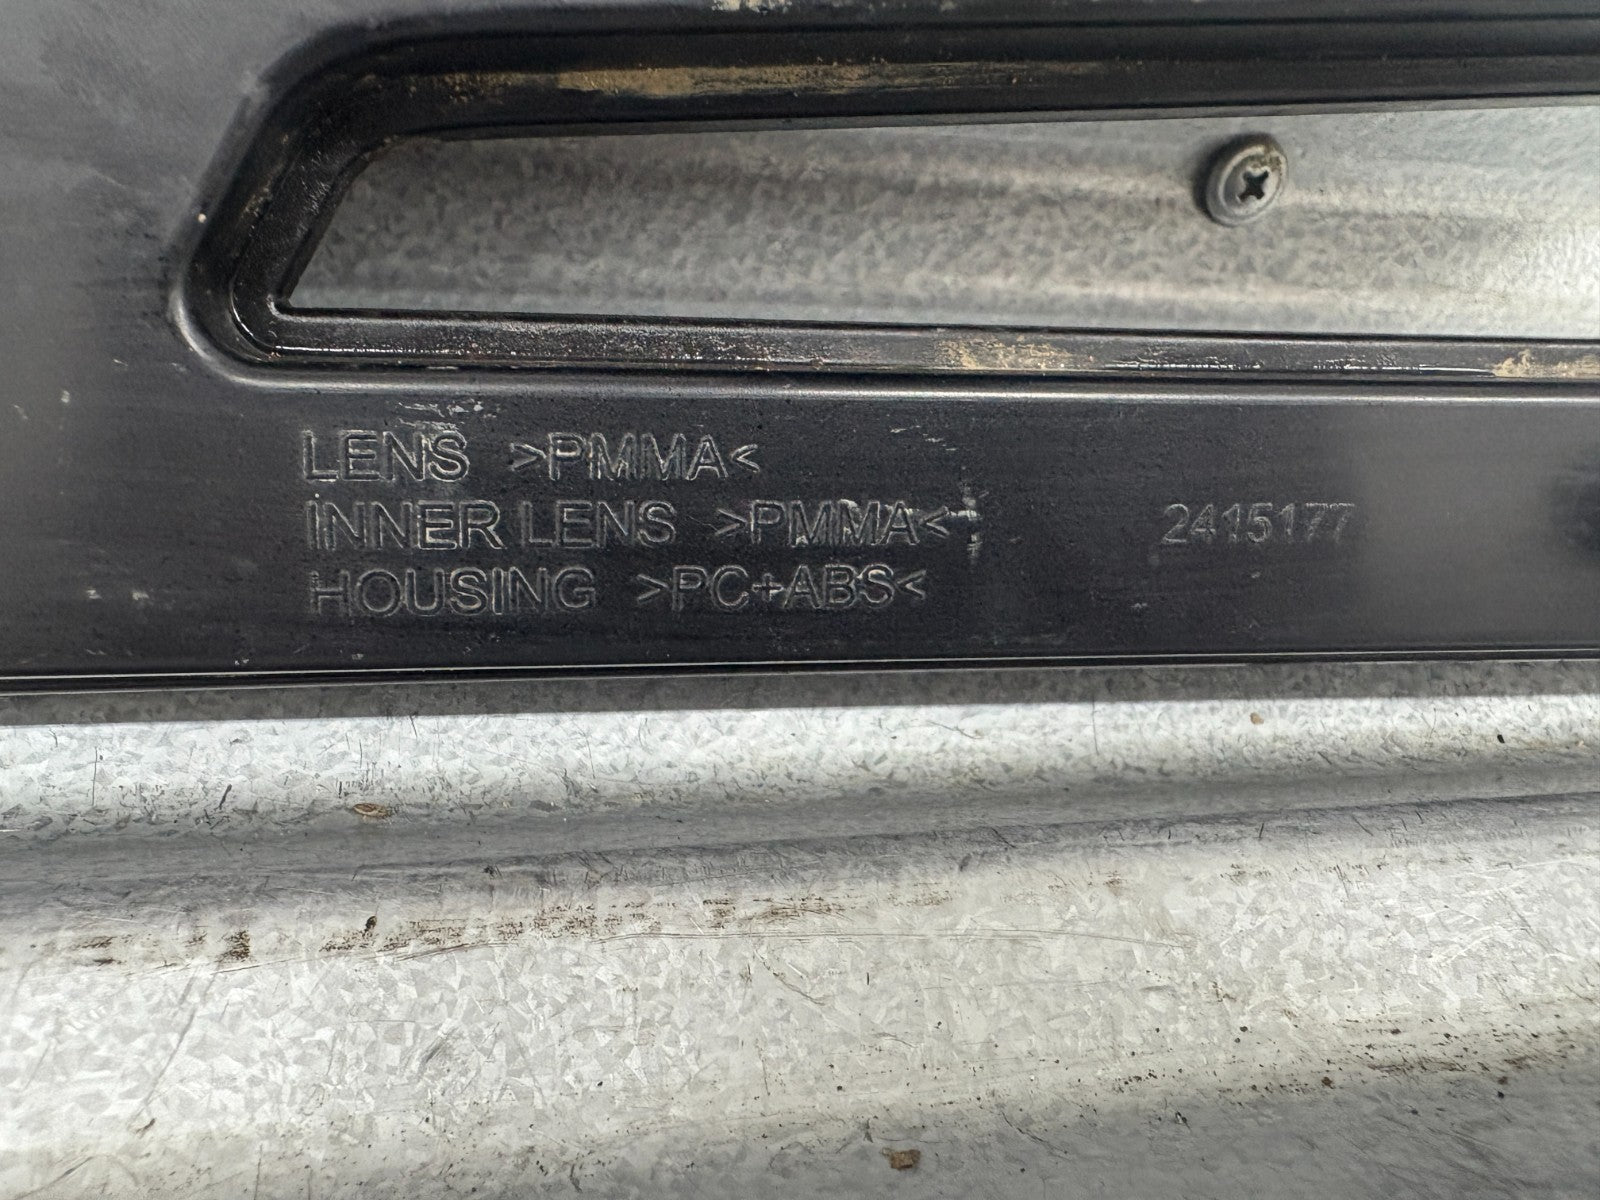 LENS >PMMA<
INNER LENS >PMMA<
HOUSING >PC+ABS<
2415177